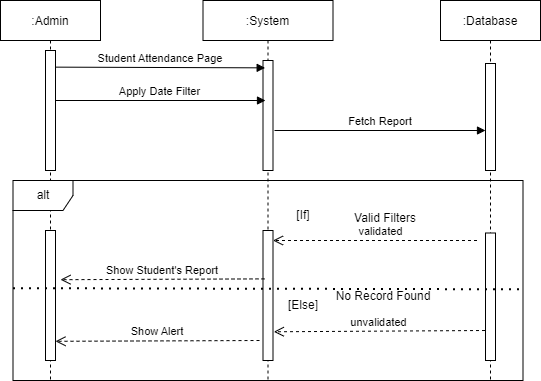 :Admin
:System
:Database
Student Attendance Page
Apply Date Filter
Fetch Report
alt
[If]
Valid Filters
validated
Show Student's Report
No Record Found
[Else]
unvalidated
Show Alert